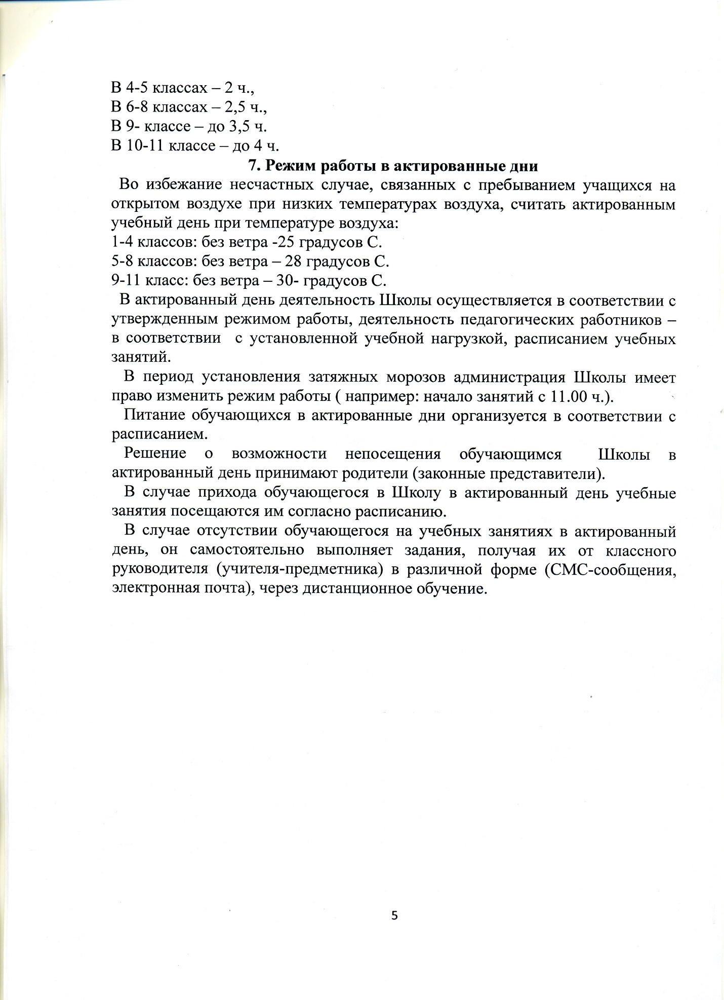 В 4-5 классах – 2 ч.,
В 6-8 классах – 2,5 ч.,
В 9- классе – до 3,5 ч.
В 10-11 классе – до 4 ч.
7. Режим работы в актированные дни
Во избежание несчастных случае, связанных с пребыванием учащихся на
открытом воздухе при низких температурах воздуха, считать актированным
учебный день при температуре воздуха:
1-4 классов: без ветра -25 градусов С.
5-8 классов: без ветра – 28 градусов С.
9-11 класс: без ветра – 30- градусов С.
В актированный день деятельность Школы осуществляется в соответствии с
утвержденным режимом работы, деятельность педагогических работников –
в соответствии с установленной учебной нагрузкой, расписанием учебных
занятий.
В период установления затяжных морозов администрация Школы имеет
право изменить режим работы ( например: начало занятий с 11.00 ч.).
Питание обучающихся в актированные дни организуется в соответствии с
расписанием.
Решение о возможности непосещения обучающимся Школы в
актированный день принимают родители (законные представители).
В случае прихода обучающегося в Школу в актированный день учебные
занятия посещаются им согласно расписанию.
В случае отсутствии обучающегося на учебных занятиях в актированный
день, он самостоятельно выполняет задания, получая их от классного
руководителя (учителя-предметника) в различной форме (СМС-сообщения,
электронная почта), через дистанционное обучение.
5